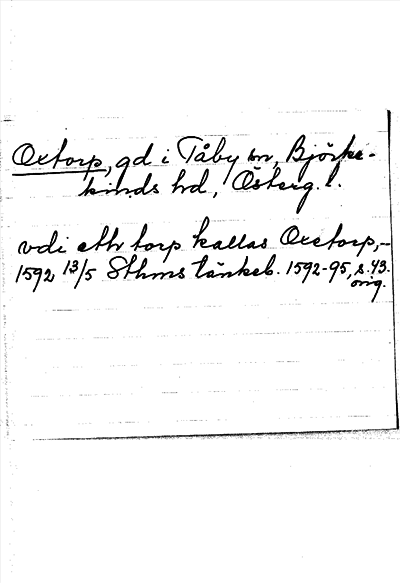 Oxtorp, gd i Tåby sn, Björke-
kinds hd, Österg. l.
vdi ett torp kallas Oxetorp,-
1592 13/5 Sthms tänkeb. 1592-95, s. 43.
orig.